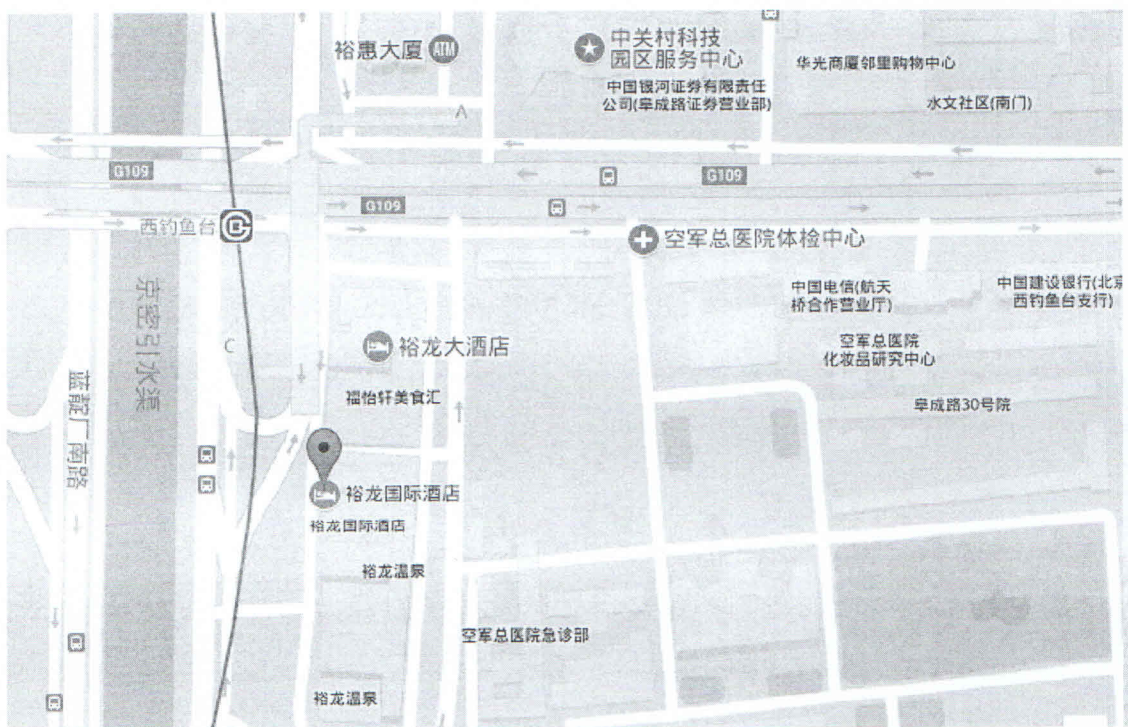 裕惠大厦
ATM
中关村科技
园区服务中心
中国银河证券有限责任
公司(阜成路证券营业部)
华光商厦邻里购物中心
水文社区(南门)
A
G109
G109
G109
西钓鱼台
空军总医院体检中心
中国电信(航天
桥合作营业厅)
中国建设银行(北京
西钓鱼台支行)
京密引水渠
C
裕龙大酒店
空军总医院
化妆品研究中心
福怡轩美食汇
阜成路30号院
蓝靛厂南路
裕龙国际酒店
裕龙国际酒店
裕龙温泉
空军总医院急诊部
裕龙温泉